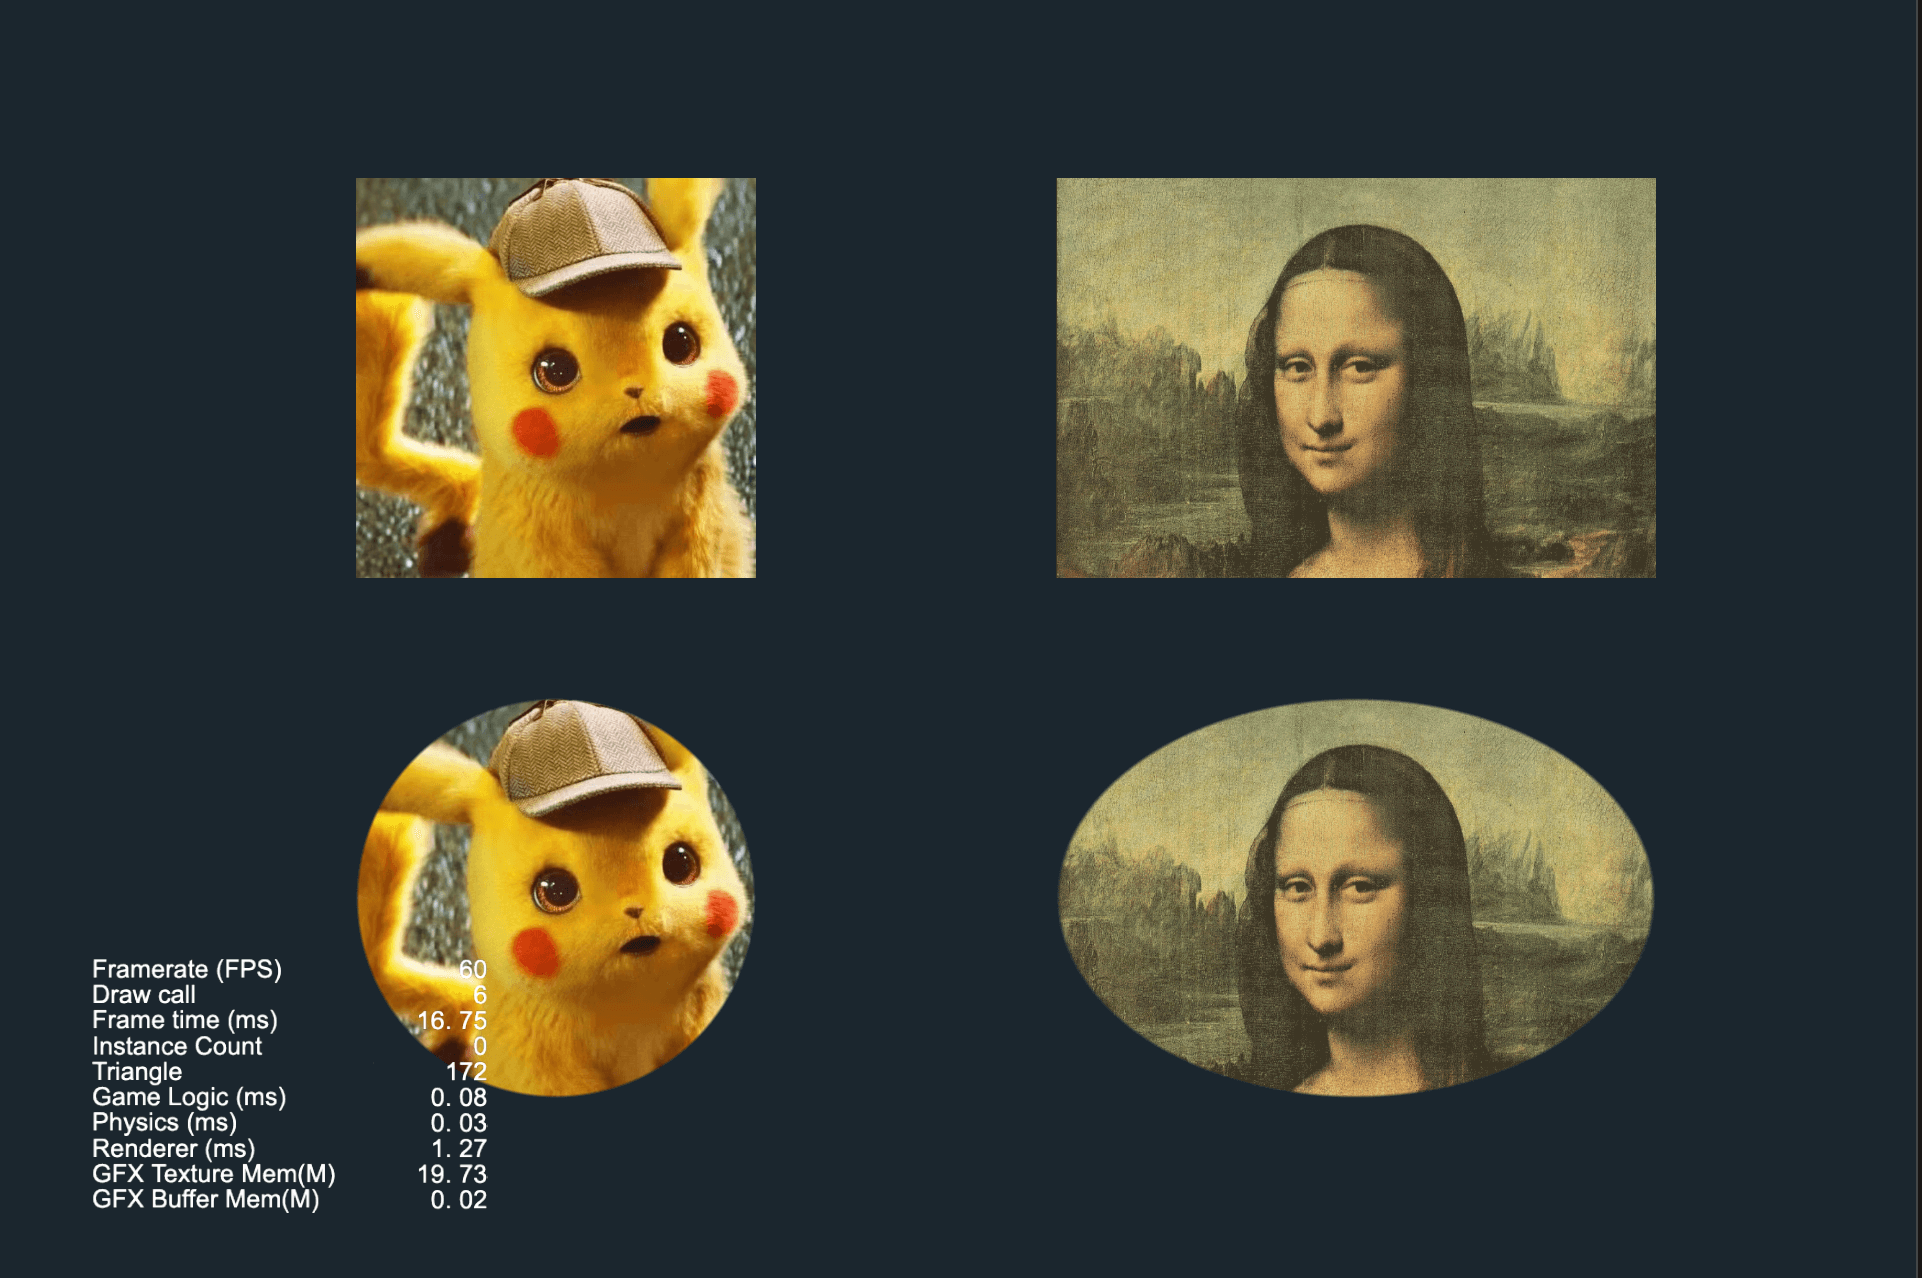 Framerate (FPS) 60
Draw call 6
Frame time (ms) 16. 75
Instance Count 0
Triangle 172
Game Logic (ms) 0. 08
Physics (ms) 0. 03
Renderer (ms) 1. 27
GFX Texture Mem(M) 19. 73
GFX Buffer Mem(M) 0. 02